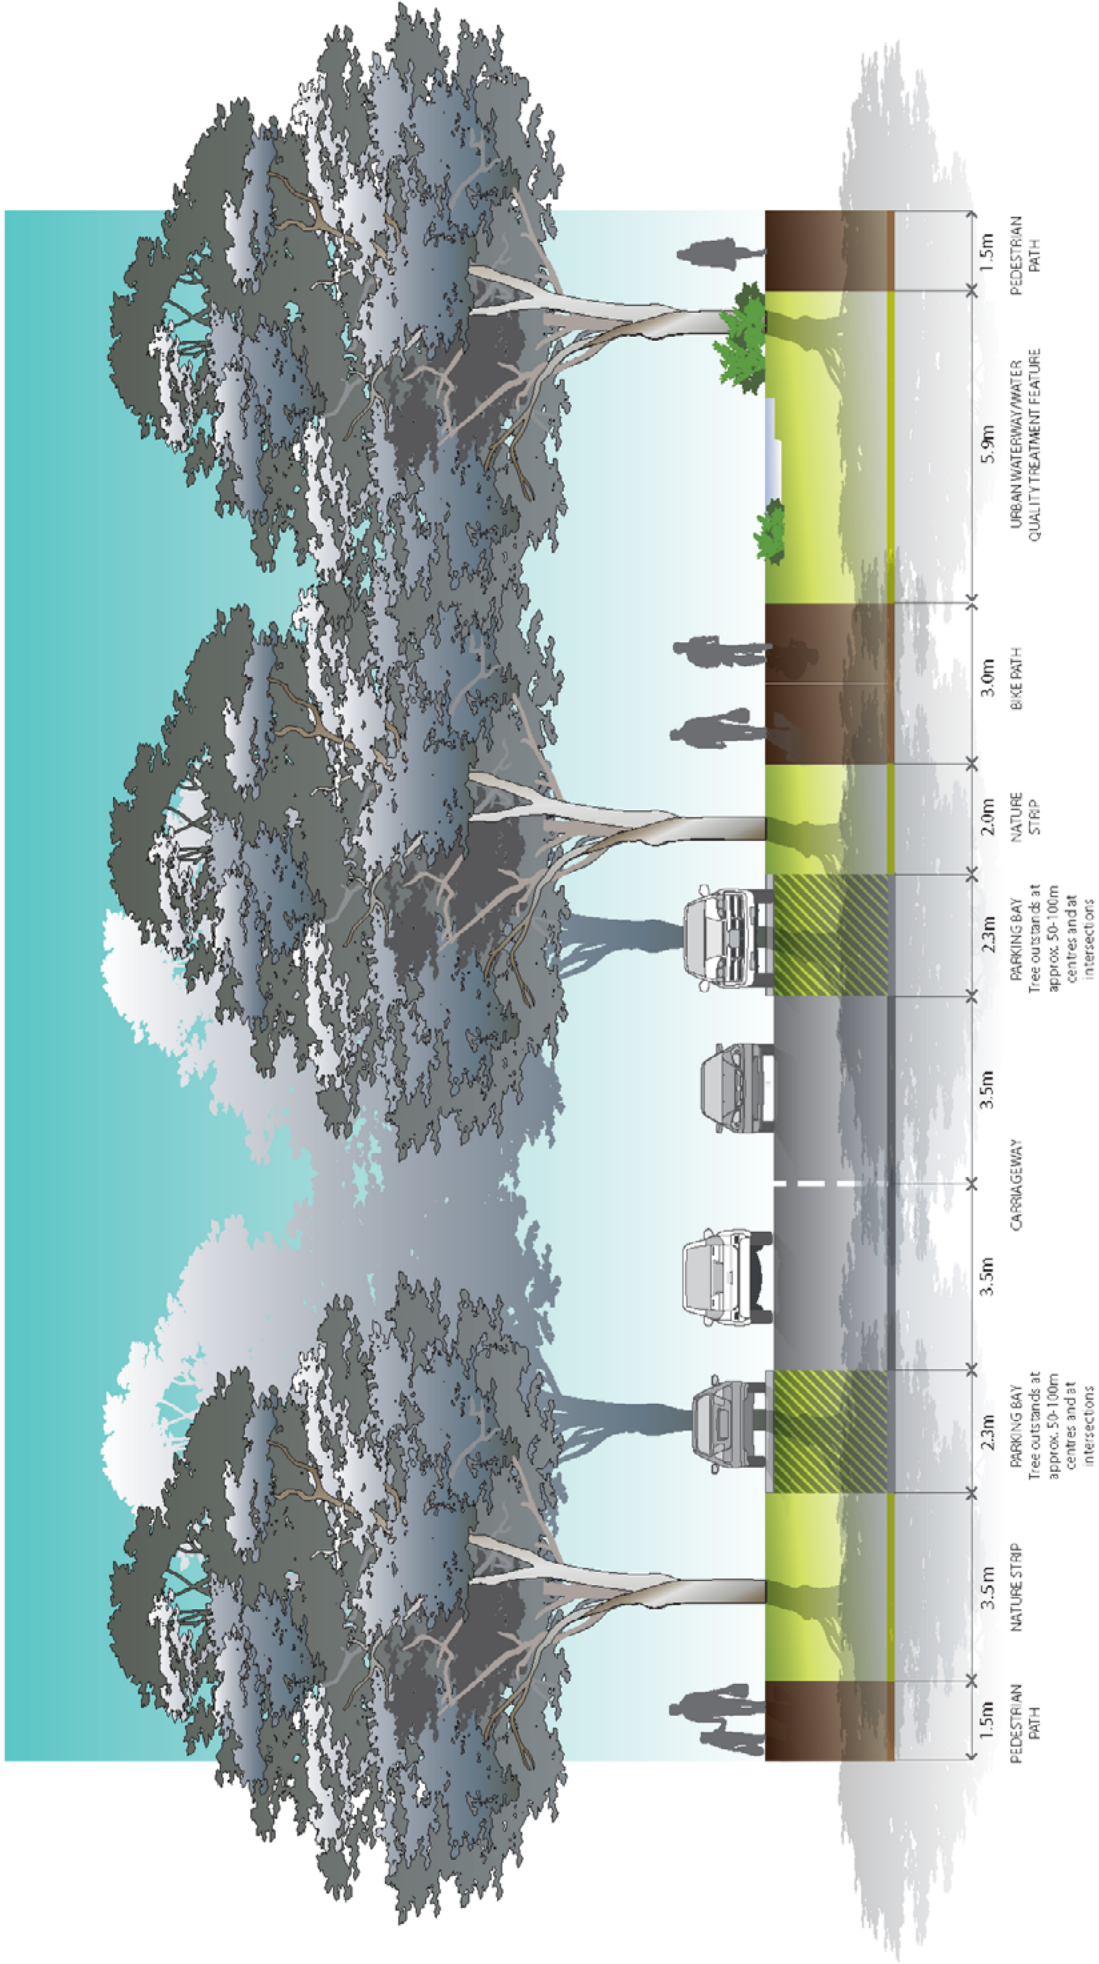 1.5m
PEDESTRIAN
PATH
3.5m
NATURE STRIP
2.3m
PARKING BAY
Tree outstands at
approx. 50-100m
centres and at
intersections
3.5m
CARRIAGEWAY
3.5m
2.3m
PARKING BAY
Tree outstands at
approx. 50-100m
centres and at
intersections
2.0m
NATURE
STRIP
3.0m
BIKE PATH
5.9m
URBAN WATERWAY/WATER
QUALITY TREATMENT FEATURE
1.5m
PEDESTRIAN
PATH